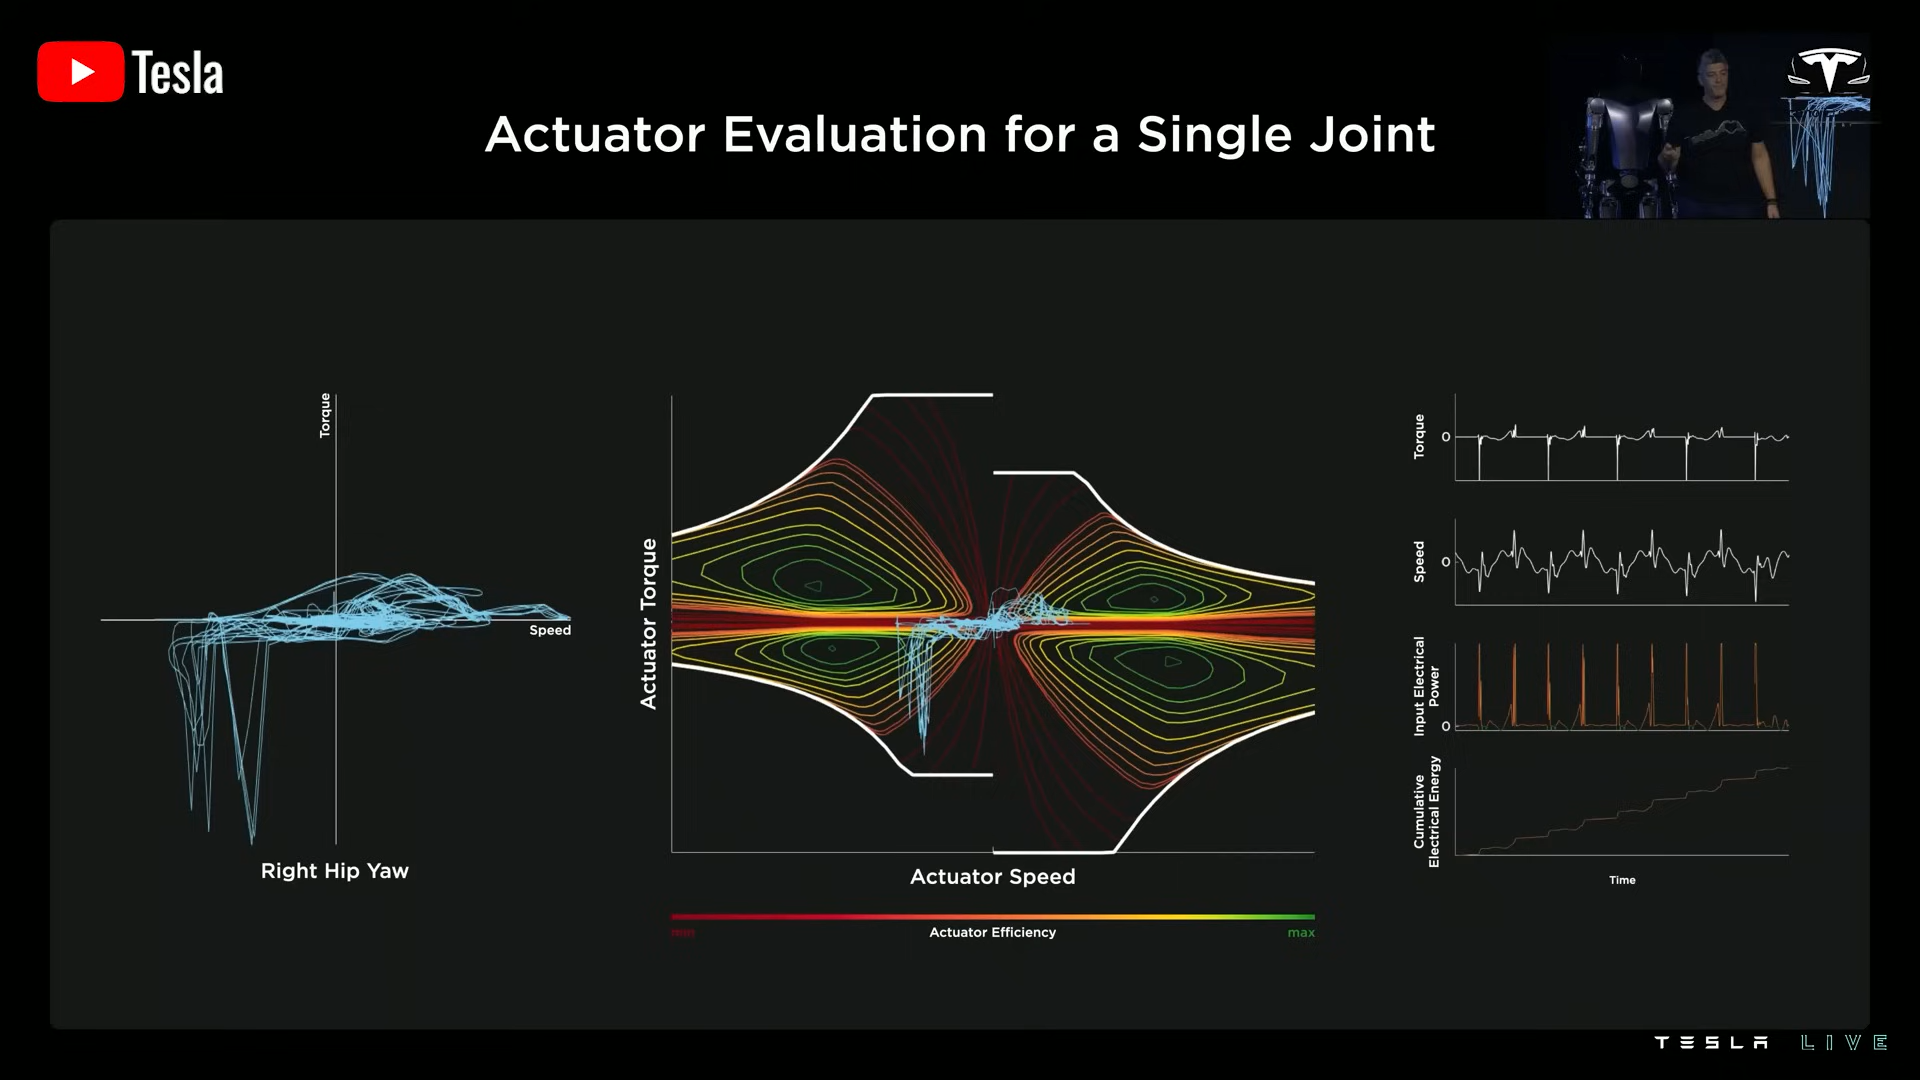 Tesla
Actuator Evaluation for a Single Joint
Torque
Speed
Right Hip Yaw
Actuator Torque
Actuator Speed
min
Actuator Efficiency
max
Torque
0
Speed
0
Input Electrical
Power
0
Cumulative
Electrical Energy
Time
TESLA LIVE